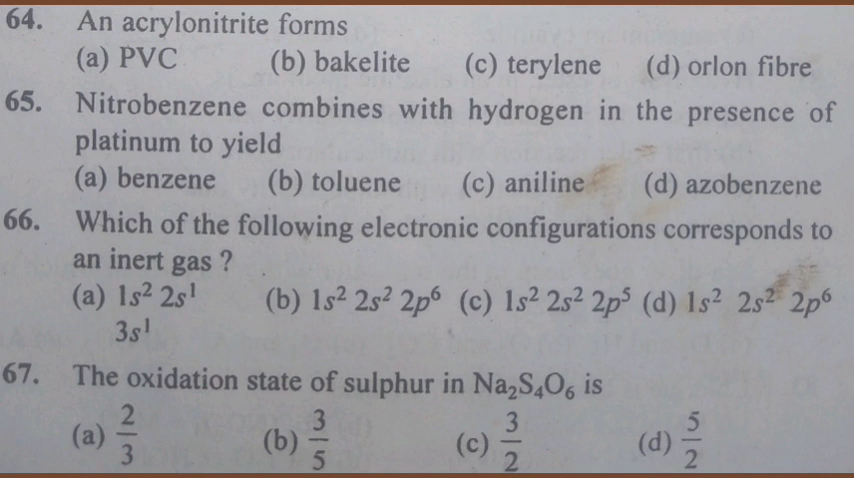 64. An acrylonitrite forms
(a) PVC (b) bakelite (c) terylene (d) orlon fibre
65. Nitrobenzene combines with hydrogen in the presence of
platinum to yield
(a) benzene (b) toluene (c) aniline (d) azobenzene
66. Which of the following electronic configurations corresponds to
an inert gas ?
(a) 1s² 2s¹ (b) 1s² 2s² 2p⁶ (c) 1s² 2s² 2p⁵ (d) 1s² 2s² 2p⁶
3s¹
67. The oxidation state of sulphur in Na₂S₄O₆ is
(a) 2/3 (b) 3/5 (c) 3/2 (d) 5/2